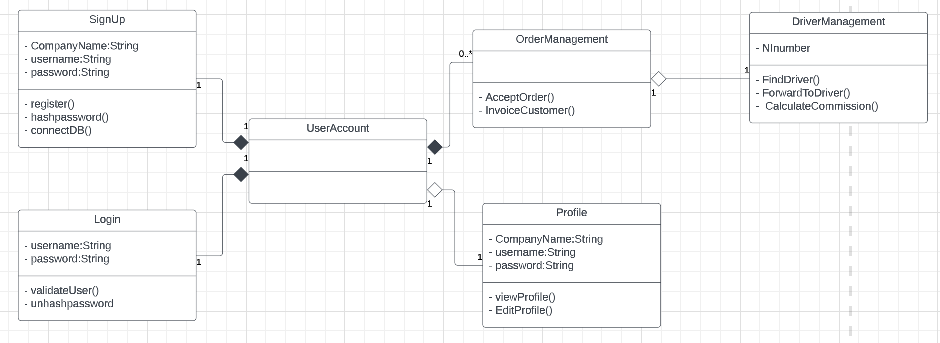 SignUp
- CompanyName:String
- username:String
- password:String
- register()
- hashpassword()
- connectDB()
1
1
UserAccount
1
Login
- username:String
- password:String
- validateUser()
- unhashpassword
1
OrderManagement
- AcceptOrder()
- InvoiceCustomer()
0..*
1
1
DriverManagement
- NInumber
- FindDriver()
- ForwardToDriver()
- CalculateCommission()
1
1
Profile
- CompanyName:String
- username:String
- password:String
- viewProfile()
- EditProfile()
1